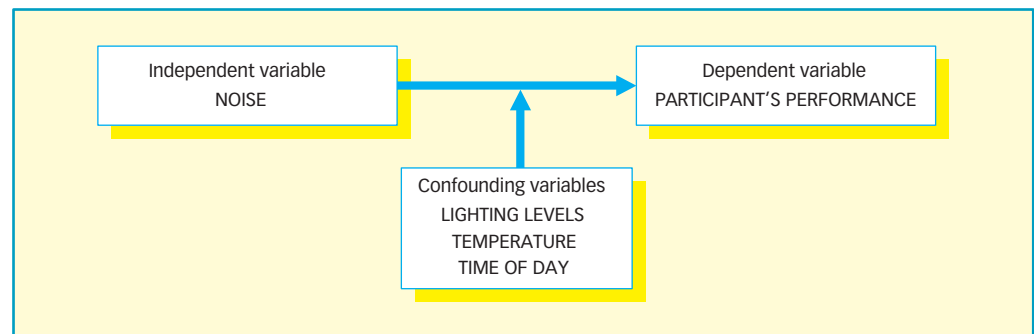 Independent variable
NOISE
Dependent variable
PARTICIPANT'S PERFORMANCE
Confounding variables
LIGHTING LEVELS
TEMPERATURE
TIME OF DAY